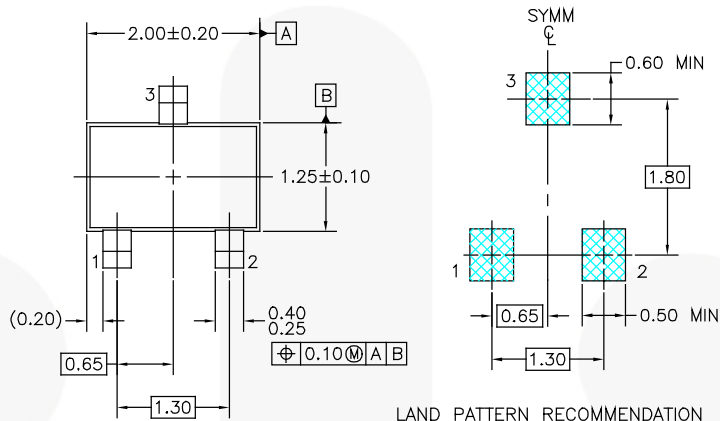 2.00±0.20
A
3
B
1.25±0.10
1
2
(0.20)
0.40
0.25
⌖ 0.10Ⓜ A B
0.65
1.30
SYMM
℄
3
0.60 MIN
1.80
1
2
0.65
0.50 MIN
1.30
LAND PATTERN RECOMMENDATION